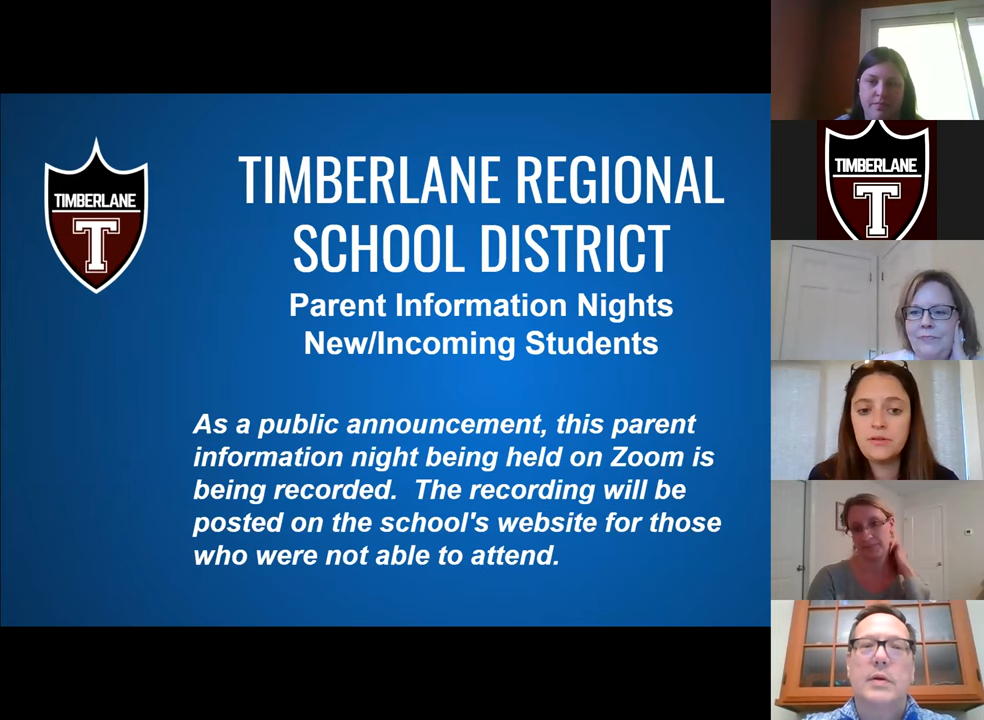 TIMBERLANE
T
TIMBERLANE REGIONAL
SCHOOL DISTRICT
Parent Information Nights
New/Incoming Students
As a public announcement, this parent
information night being held on Zoom is
being recorded.  The recording will be
posted on the school's website for those
who were not able to attend.
TIMBERLANE
T